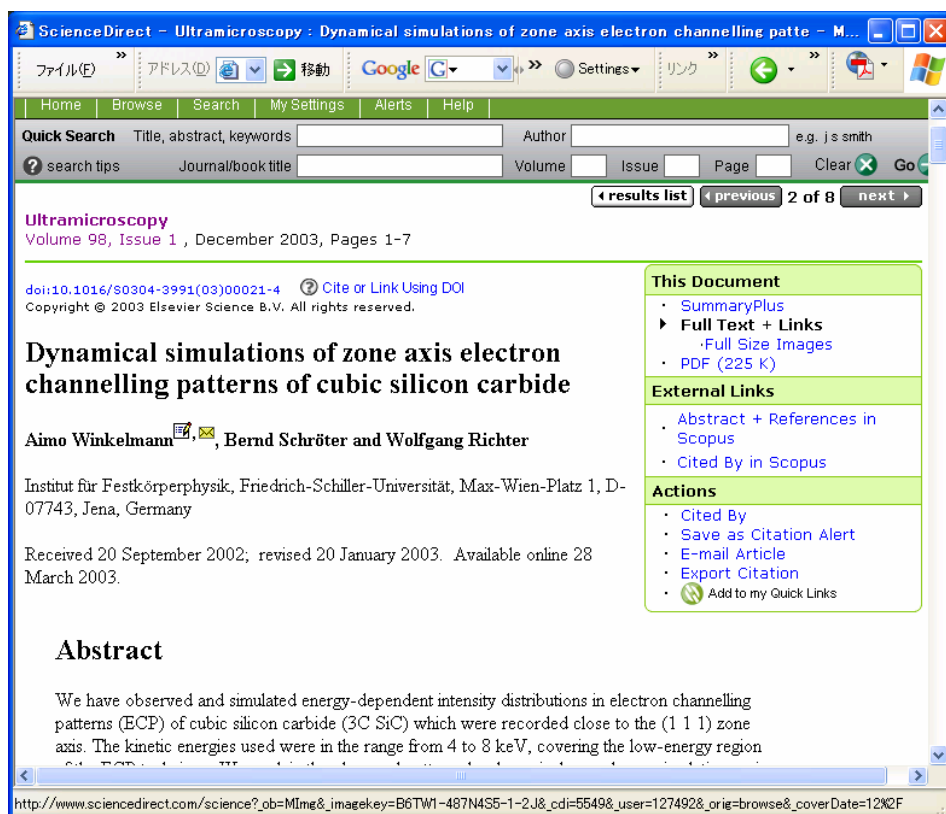 ScienceDirect - Ultramicroscopy : Dynamical simulations of zone axis electron channelling patte - M...
ファイル(F) » アドレス(D) 移動 Google G » Settings リンク » »
Home | Browse | Search | My Settings | Alerts | Help |
Quick Search Title, abstract, keywords Author e.g. j s smith
? search tips Journal/book title Volume Issue Page Clear Go
results list previous 2 of 8 next
Ultramicroscopy
Volume 98, Issue 1 , December 2003, Pages 1-7
doi:10.1016/S0304-3991(03)00021-4 ? Cite or Link Using DOI
Copyright © 2003 Elsevier Science B.V. All rights reserved.
Dynamical simulations of zone axis electron
channelling patterns of cubic silicon carbide
Aimo Winkelmann, , Bernd Schröter and Wolfgang Richter
Institut für Festkörperphysik, Friedrich-Schiller-Universität, Max-Wien-Platz 1, D-
07743, Jena, Germany
Received 20 September 2002; revised 20 January 2003. Available online 28
March 2003.
This Document
· SummaryPlus
Full Text + Links
·Full Size Images
· PDF (225 K)
External Links
· Abstract + References in
Scopus
· Cited By in Scopus
Actions
· Cited By
· Save as Citation Alert
· E-mail Article
· Export Citation
· Add to my Quick Links
Abstract
We have observed and simulated energy-dependent intensity distributions in electron channelling
patterns (ECP) of cubic silicon carbide (3C SiC) which were recorded close to the (1 1 1) zone
axis. The kinetic energies used were in the range from 4 to 8 keV, covering the low-energy region
http://www.sciencedirect.com/science?_ob=MImg&_imagekey=B6TW1-487N4S5-1-2J&_cdi=5549&_user=127492&_orig=browse&_coverDate=12%2F